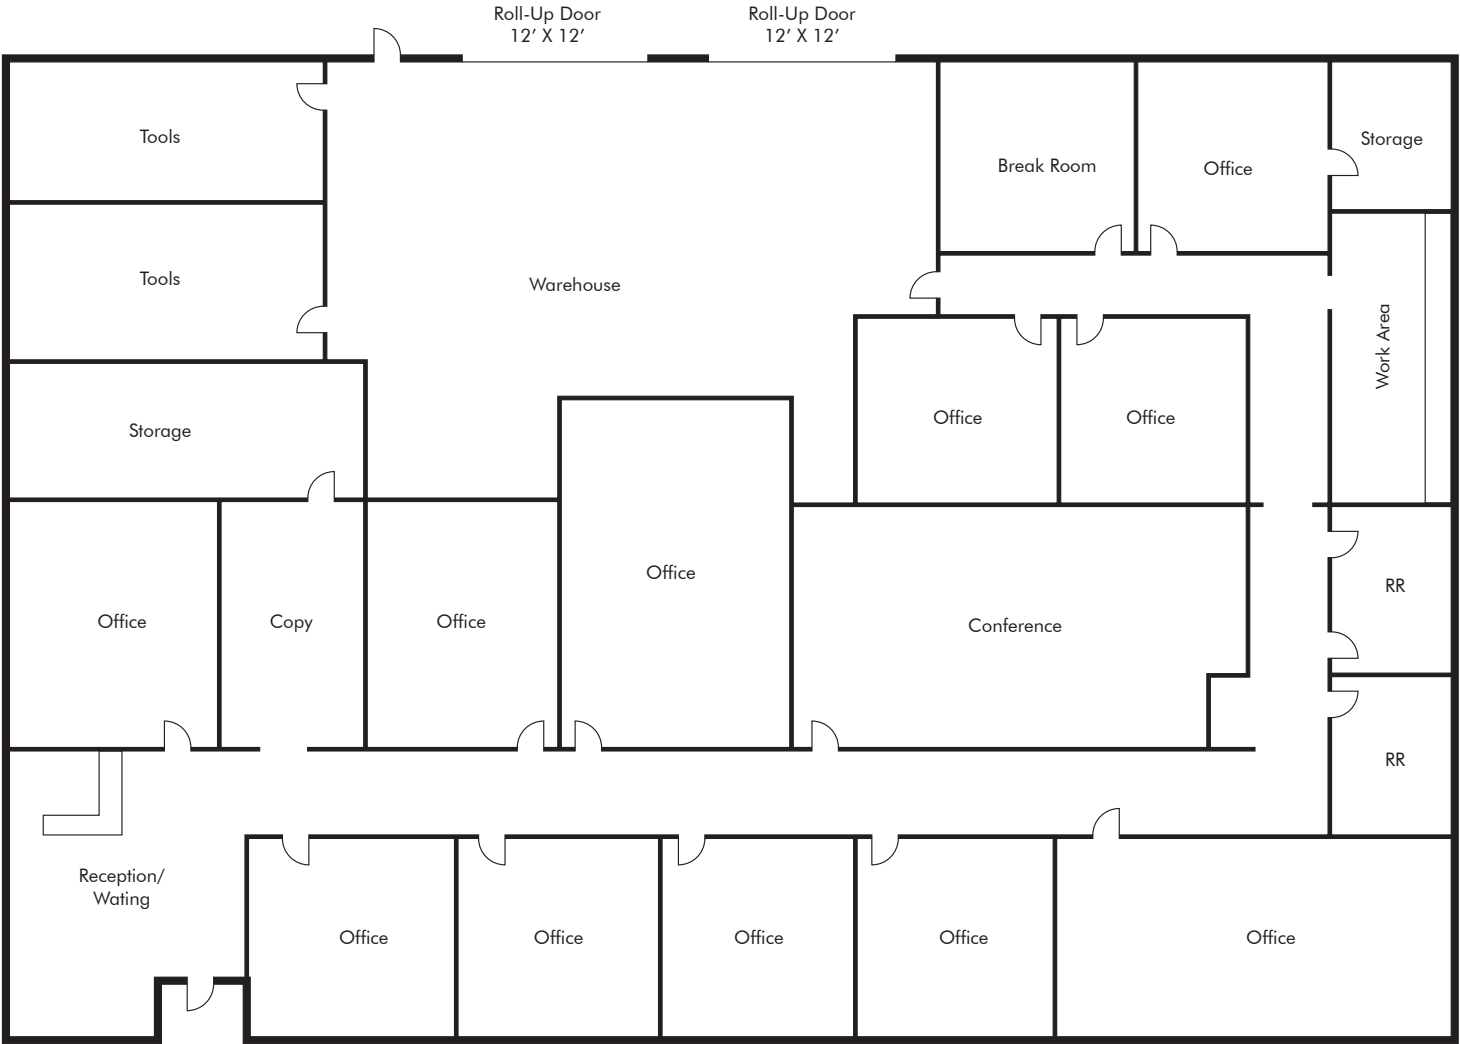 Roll-Up Door
12’ X 12’
Roll-Up Door
12’ X 12’
Tools
Break Room
Office
Storage
Tools
Warehouse
Work Area
Storage
Office
Office
Office
Copy
Office
Office
Conference
RR
RR
Reception/
Wating
Office
Office
Office
Office
Office